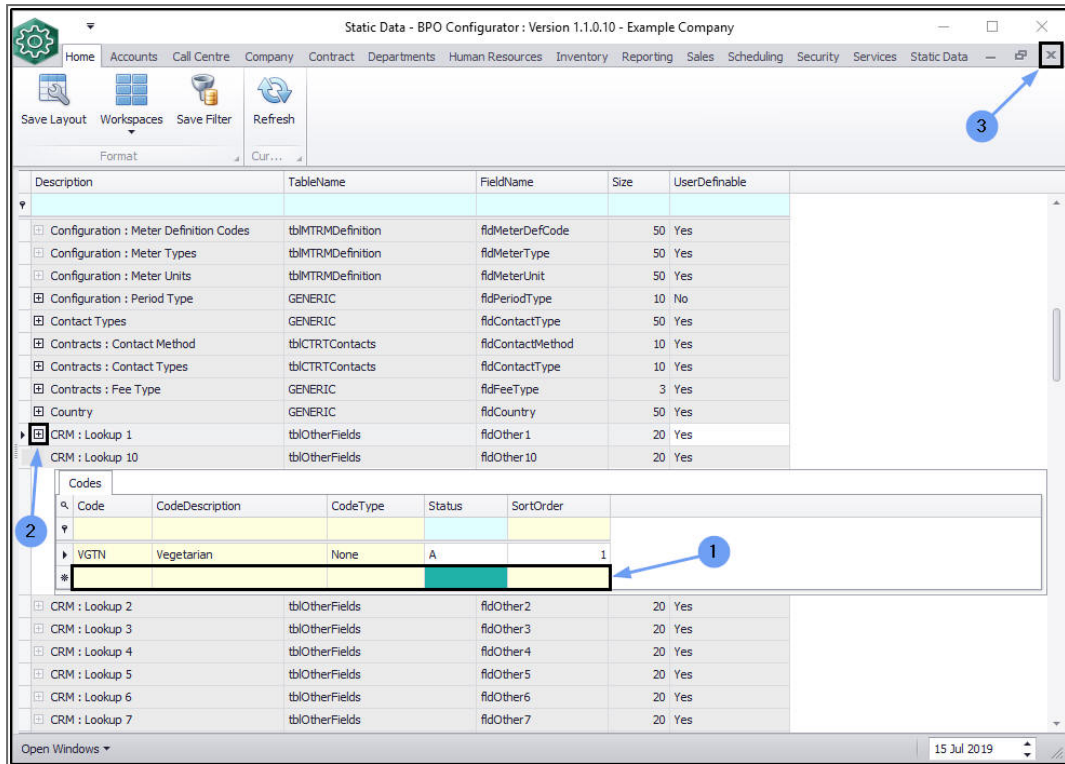 Static Data - BPO Configurator : Version 1.1.0.10 - Example Company
Home Accounts Call Centre Company Contract Departments Human Resources Inventory Reporting Sales Scheduling Security Services Static Data
Save Layout Workspaces Save Filter Refresh
3
Format Cur...
Description TableName FieldName Size UserDefinable
Configuration : Meter Definition Codes tblMTRMDefinition fldMeterDefCode 50 Yes
Configuration : Meter Types tblMTRMDefinition fldMeterType 50 Yes
Configuration : Meter Units tblMTRMDefinition fldMeterUnit 50 Yes
Configuration : Period Type GENERIC fldPeriodType 10 No
Contact Types GENERIC fldContactType 50 Yes
Contracts : Contact Method tblCTRTContacts fldContactMethod 10 Yes
Contracts : Contact Types tblCTRTContacts fldContactType 10 Yes
Contracts : Fee Type GENERIC fldFeeType 3 Yes
Country GENERIC fldCountry 50 Yes
CRM : Lookup 1 tblOtherFields fldOther1 20 Yes
CRM : Lookup 10 tblOtherFields fldOther10 20 Yes
Codes
Code CodeDescription CodeType Status SortOrder
2
VGTN Vegetarian None A 1
1
CRM : Lookup 2 tblOtherFields fldOther2 20 Yes
CRM : Lookup 3 tblOtherFields fldOther3 20 Yes
CRM : Lookup 4 tblOtherFields fldOther4 20 Yes
CRM : Lookup 5 tblOtherFields fldOther5 20 Yes
CRM : Lookup 6 tblOtherFields fldOther6 20 Yes
CRM : Lookup 7 tblOtherFields fldOther7 20 Yes
Open Windows 15 Jul 2019